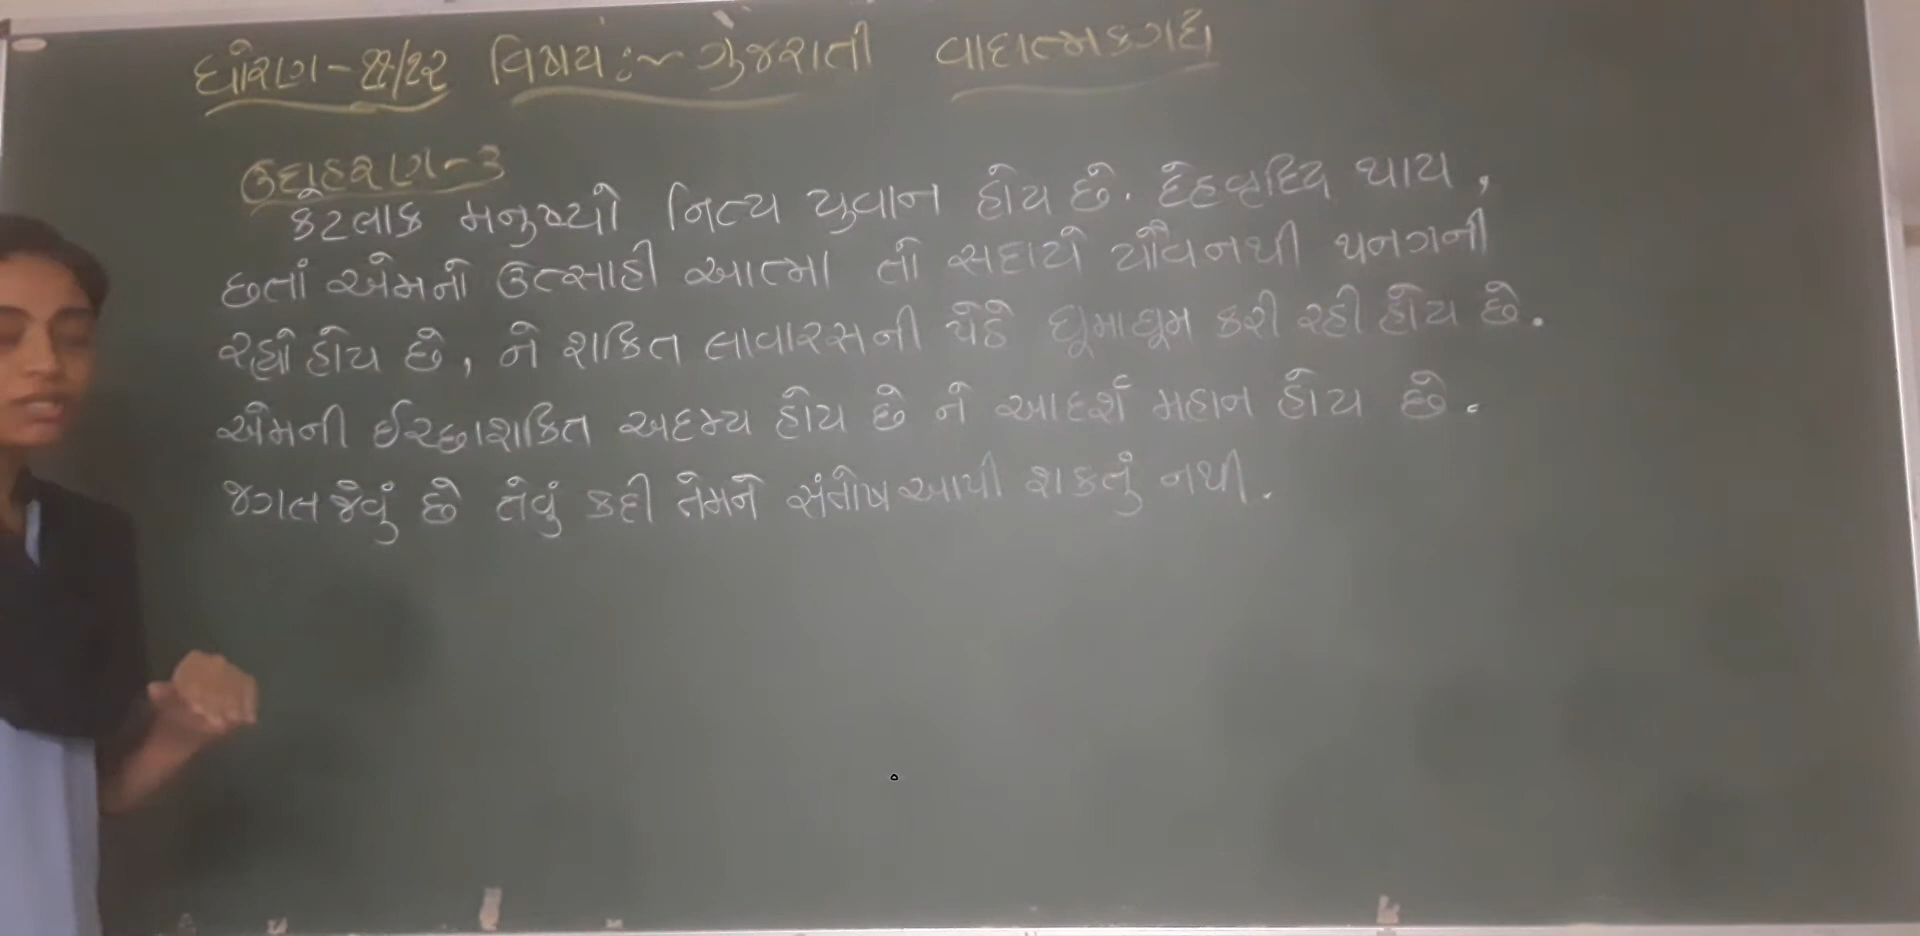 ધોરણ-૧૧/૧૨ વિષય:~ ગુજરાતી વાદ્યાત્મકગદ્ય
ઉદાહરણ-૩
કેટલાક મનુષ્યો નિત્ય યુવાન હોય છે. દેહવૃદ્ધિ થાય,
છતાં એમનો ઉત્સાહી આત્મા તો સદાયે યૌવનથી થનગની
રહ્યો હોય છે, ને શક્તિ લાવારસની પેઠે ધૂમાધૂમ કરી રહી હોય છે.
એમની ઈચ્છાશક્તિ અદમ્ય હોય છે ને આદર્શ મહાન હોય છે.
જગત જેવું છે તેવું કદી તેમને સંતોષ આપી શકતું નથી.